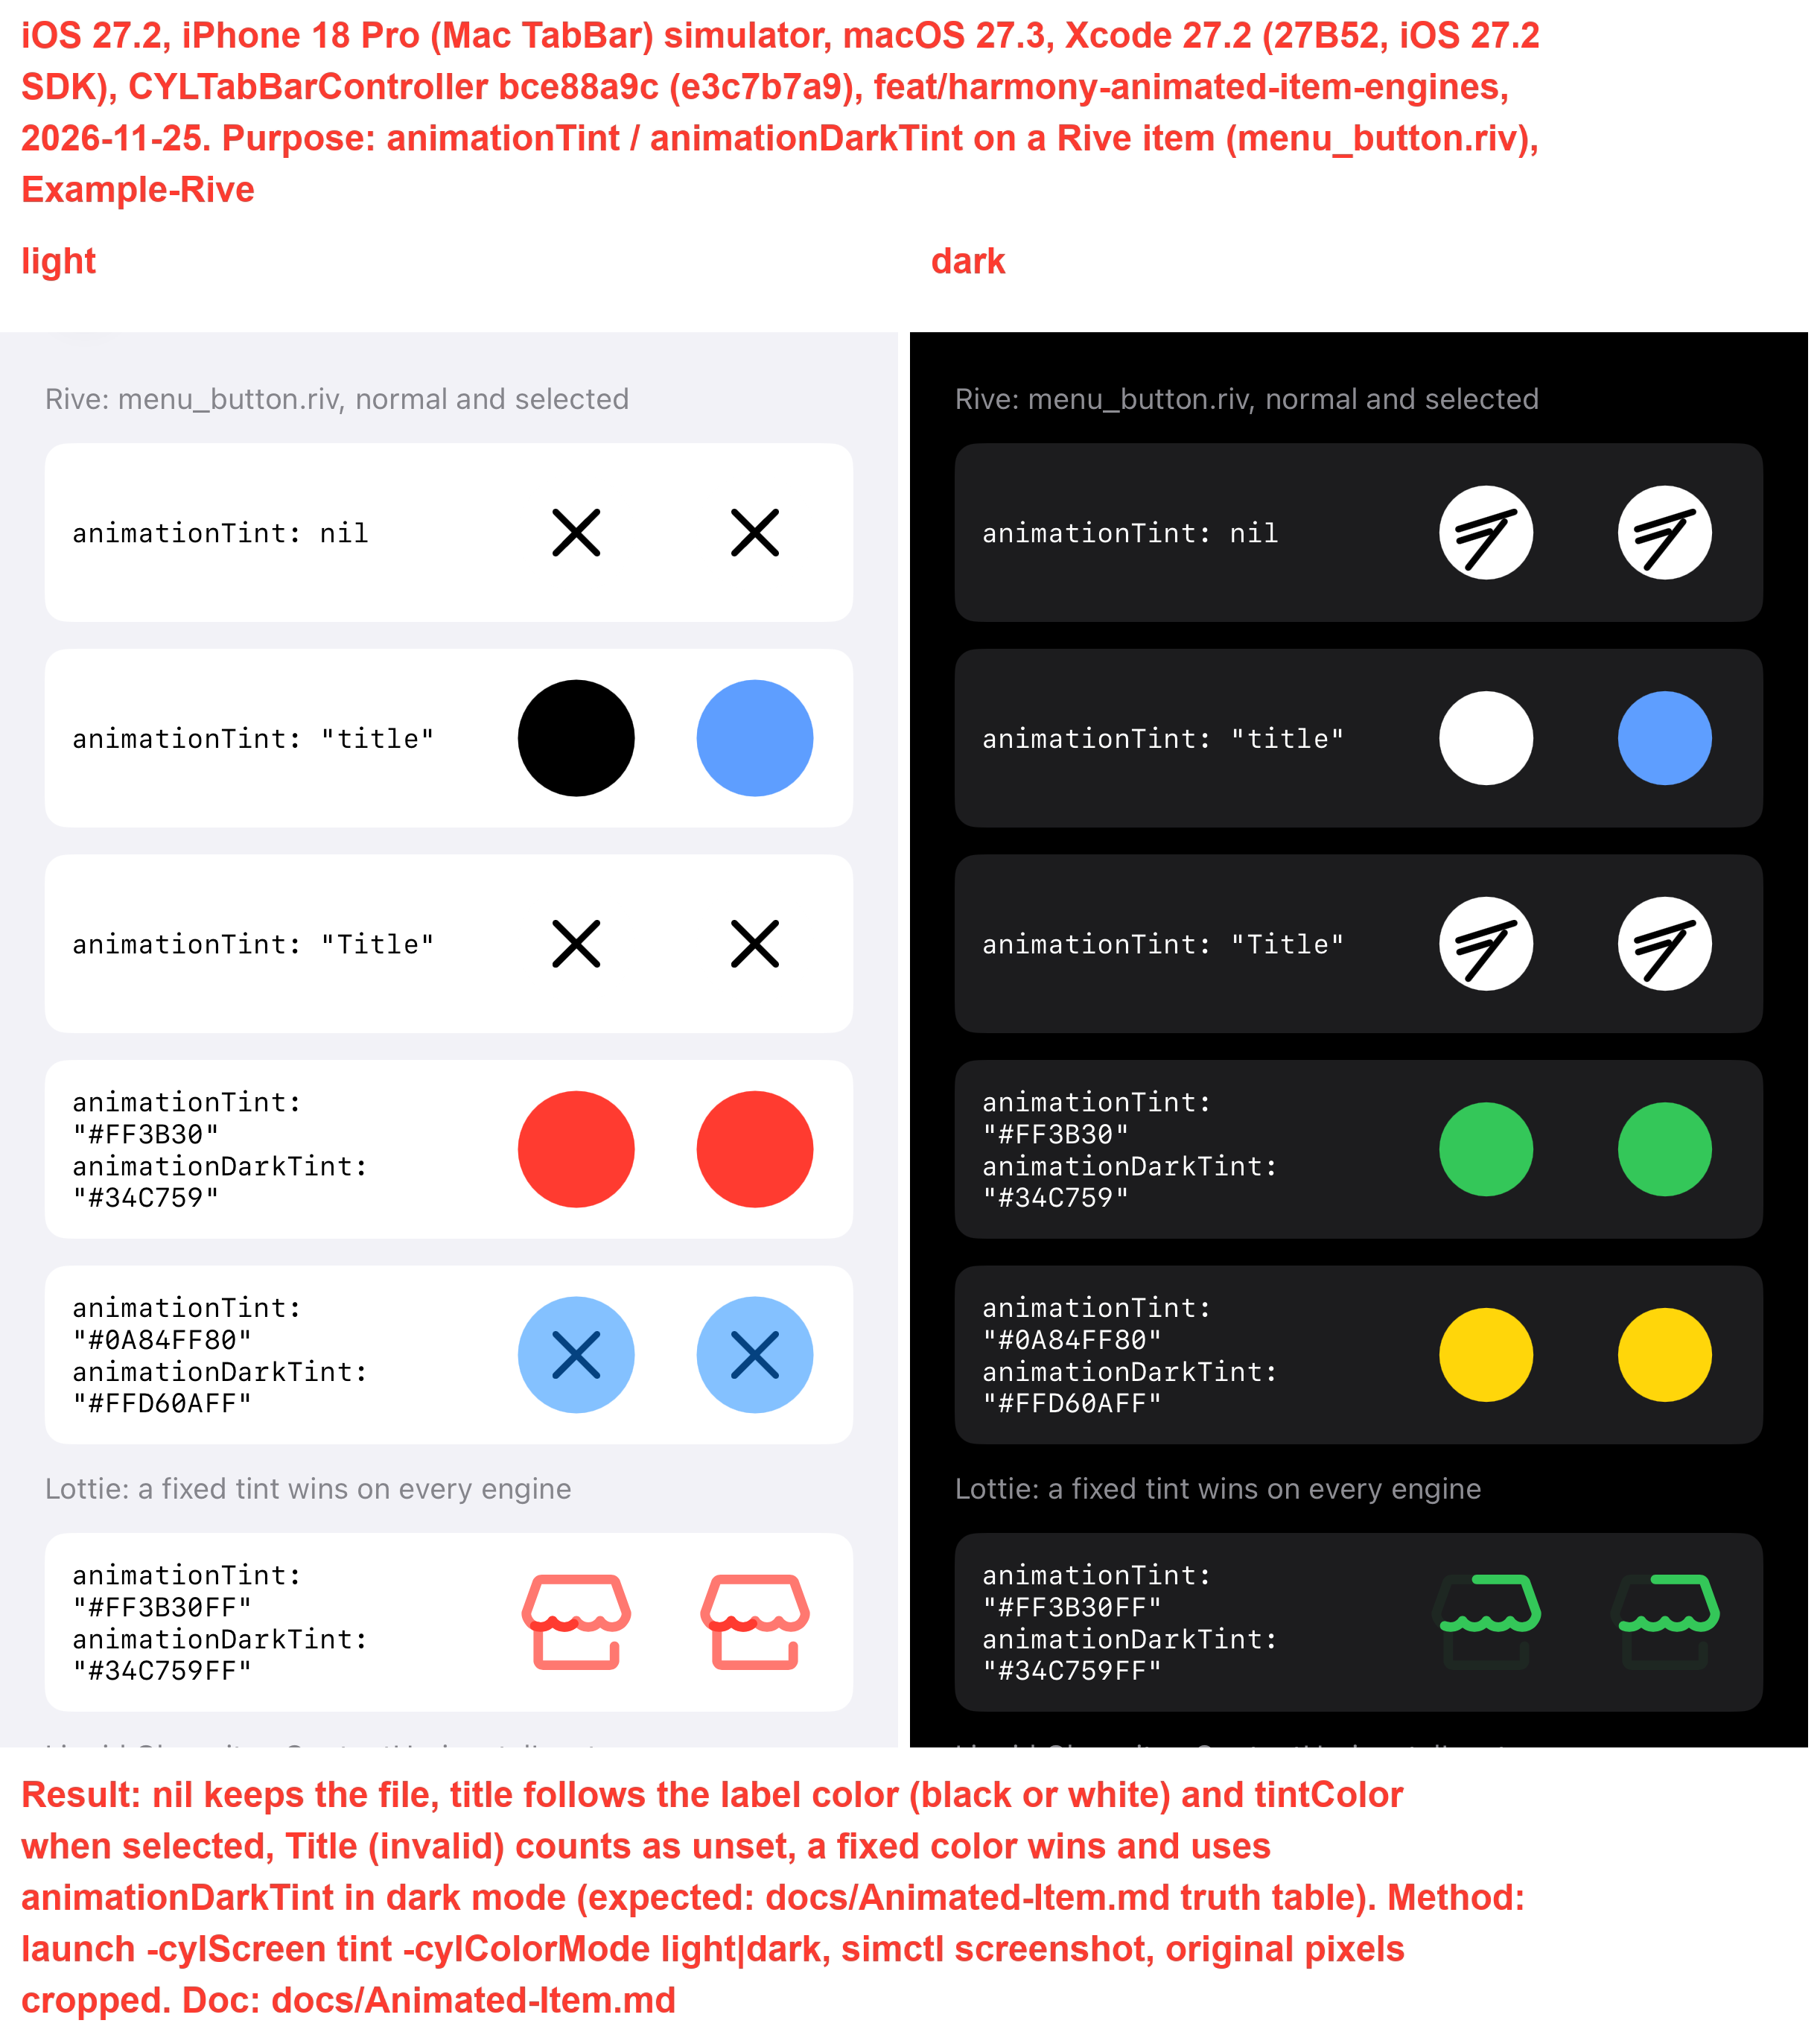 iOS 27.2, iPhone 18 Pro (Mac TabBar) simulator, macOS 27.3, Xcode 27.2 (27B52, iOS 27.2
SDK), CYLTabBarController bce88a9c (e3c7b7a9), feat/harmony-animated-item-engines,
2026-11-25. Purpose: animationTint / animationDarkTint on a Rive item (menu_button.riv),
Example-Rive
light
Rive: menu_button.riv, normal and selected
animationTint: nil
animationTint: "title"
animationTint: "Title"
animationTint:
"#FF3B30"
animationDarkTint:
"#34C759"
animationTint:
"#0A84FF80"
animationDarkTint:
"#FFD60AFF"
Lottie: a fixed tint wins on every engine
animationTint:
"#FF3B30FF"
animationDarkTint:
"#34C759FF"
dark
Rive: menu_button.riv, normal and selected
animationTint: nil
animationTint: "title"
animationTint: "Title"
animationTint:
"#FF3B30"
animationDarkTint:
"#34C759"
animationTint:
"#0A84FF80"
animationDarkTint:
"#FFD60AFF"
Lottie: a fixed tint wins on every engine
animationTint:
"#FF3B30FF"
animationDarkTint:
"#34C759FF"
Result: nil keeps the file, title follows the label color (black or white) and tintColor
when selected, Title (invalid) counts as unset, a fixed color wins and uses
animationDarkTint in dark mode (expected: docs/Animated-Item.md truth table). Method:
launch -cylScreen tint -cylColorMode light|dark, simctl screenshot, original pixels
cropped. Doc: docs/Animated-Item.md